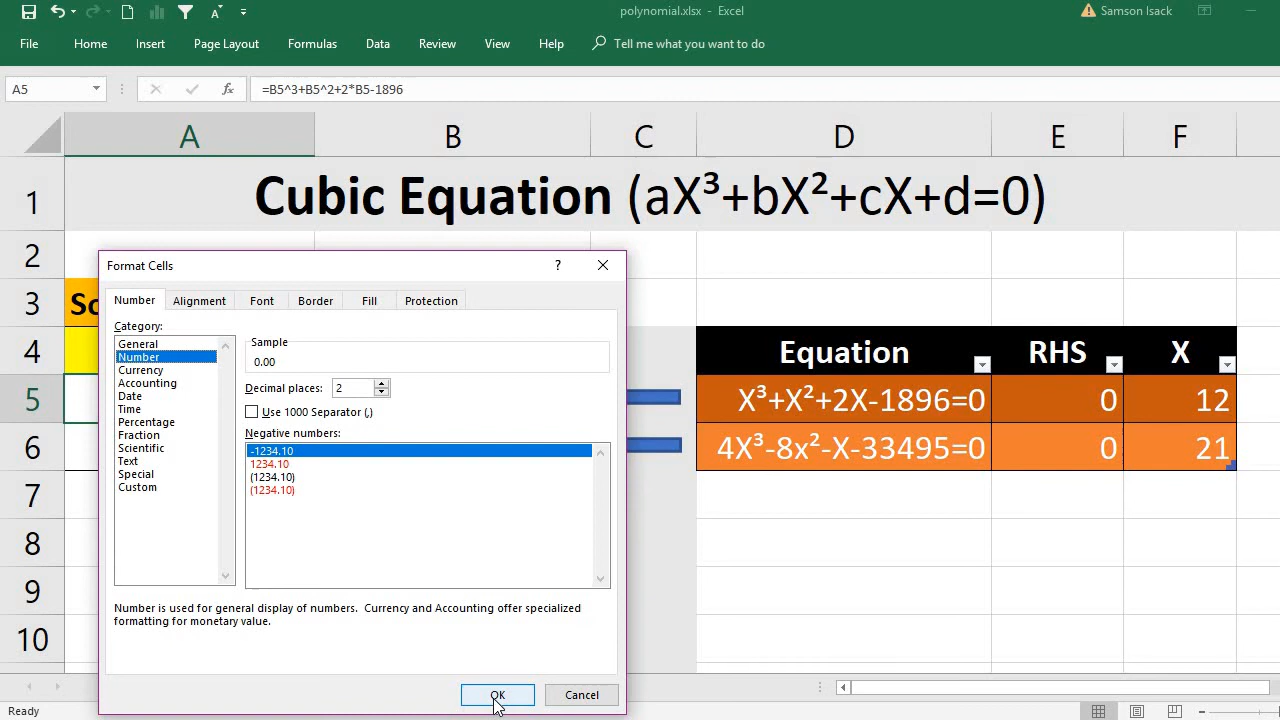 polynomial.xlsx - Excel
Samson Isack
File Home Insert Page Layout Formulas Data Review View Help Tell me what you want to do
A5 fx =B5^3+B5^2+2*B5-1896
A B C D E F
1 Cubic Equation (aX³+bX²+cX+d=0)
2
Format Cells ?
3
Number Alignment Font Border Fill Protection
Category:
General
Number
Currency
Accounting
Date
Time
Percentage
Fraction
Scientific
Text
Special
Custom
Sample
0.00
Decimal places: 2
Use 1000 Separator (,)
Negative numbers:
-1234.10
1234.10
(1234.10)
(1234.10)
Number is used for general display of numbers. Currency and Accounting offer specialized
formatting for monetary value.
OK Cancel
4 Equation RHS X
5 X³+X²+2X-1896=0 0 12
6 4X³-8x²-X-33495=0 0 21
7
8
9
10
Ready